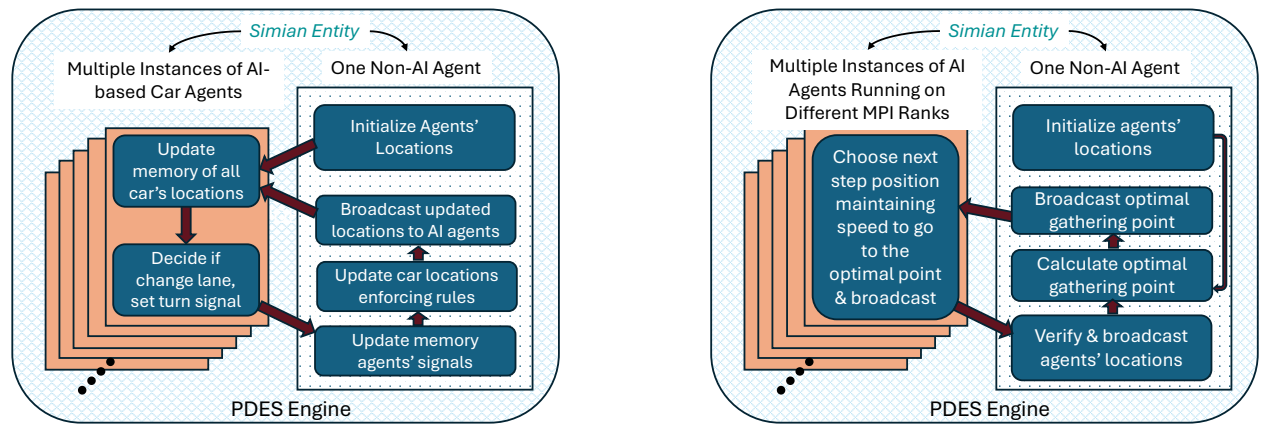 Simian Entity
Multiple Instances of AI-
based Car Agents
One Non-AI Agent
Update
memory of all
car's locations
Decide if
change lane,
set turn signal
Initialize Agents'
Locations
Broadcast updated
locations to AI agents
Update car locations
enforcing rules
Update memory
agents' signals
PDES Engine
Simian Entity
Multiple Instances of AI
Agents Running on
Different MPI Ranks
One Non-AI Agent
Choose next
step position
maintaining
speed to go
to the
optimal point
& broadcast
Initialize agents'
locations
Broadcast optimal
gathering point
Calculate optimal
gathering point
Verify & broadcast
agents' locations
PDES Engine